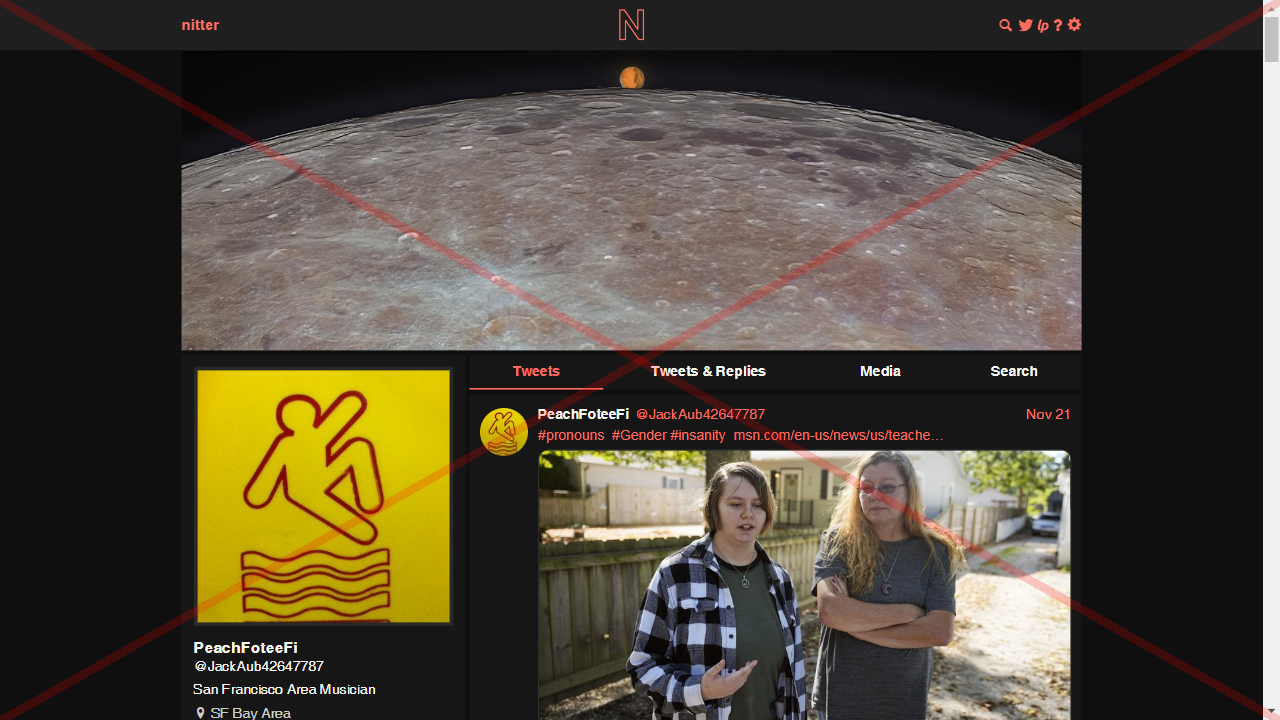 nitter
N
lp ?
Tweets Tweets & Replies Media Search
PeachFoteeFi @JackAub42647787 Nov 21
#pronouns #Gender #insanity msn.com/en-us/news/us/teache…
PeachFoteeFi
@JackAub42647787
San Francisco Area Musician
SF Bay Area